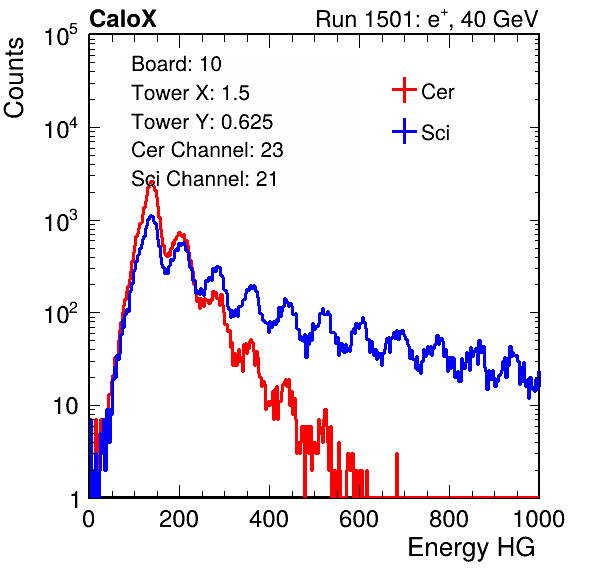 CaloX Run 1501: e⁺, 40 GeV
Counts
10⁵
10⁴
10³
10²
10
1
Board: 10
Tower X: 1.5
Tower Y: 0.625
Cer Channel: 23
Sci Channel: 21
Cer
Sci
0 200 400 600 800 1000
Energy HG